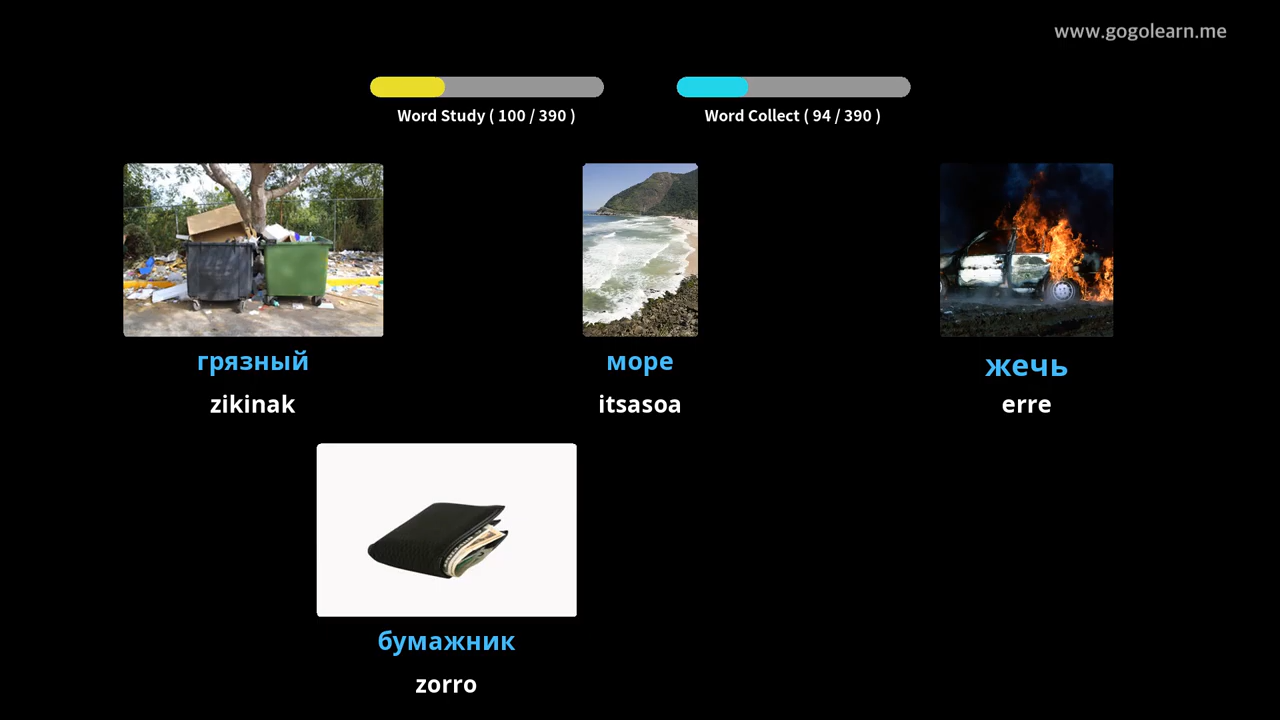 www.gogolearn.me
Word Study ( 100 / 390 )
Word Collect ( 94 / 390 )
грязный
zikinak
море
itsasoa
жечь
erre
бумажник
zorro